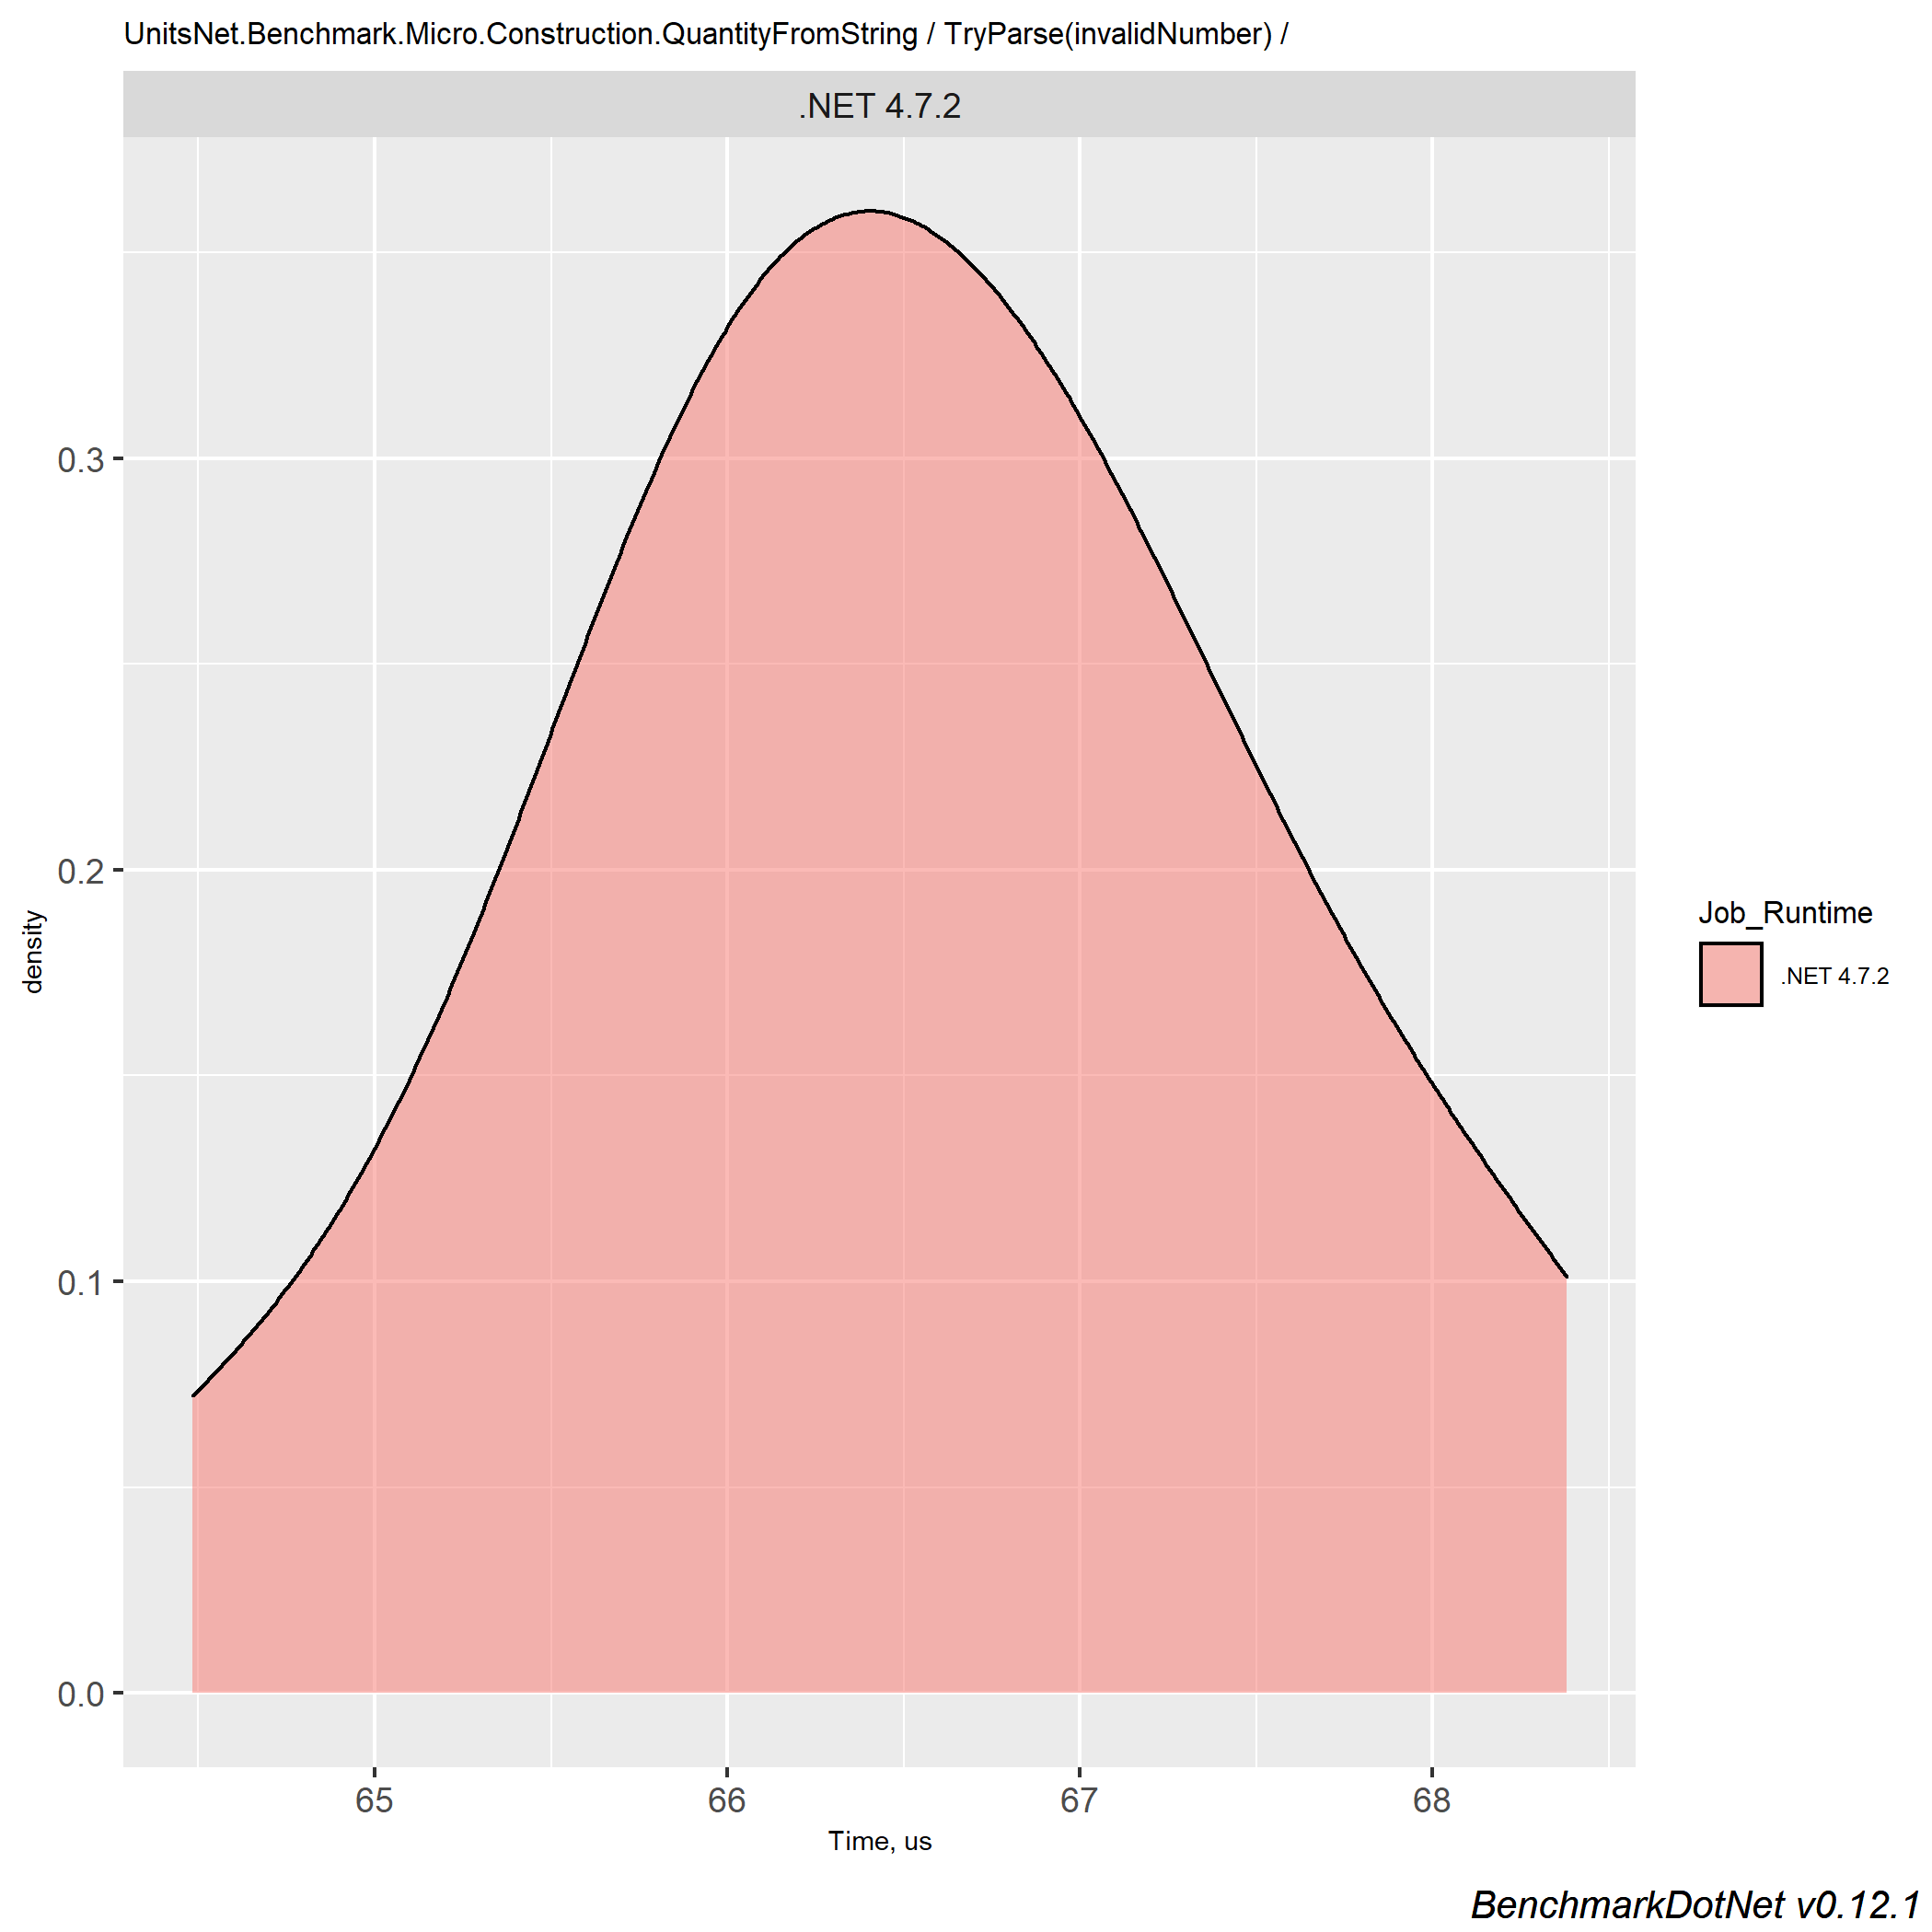 UnitsNet.Benchmark.Micro.Construction.QuantityFromString / TryParse(invalidNumber) /
.NET 4.7.2
0.3
0.2
0.1
0.0
density
65 66 67 68
Time, us
Job_Runtime
.NET 4.7.2
BenchmarkDotNet v0.12.1